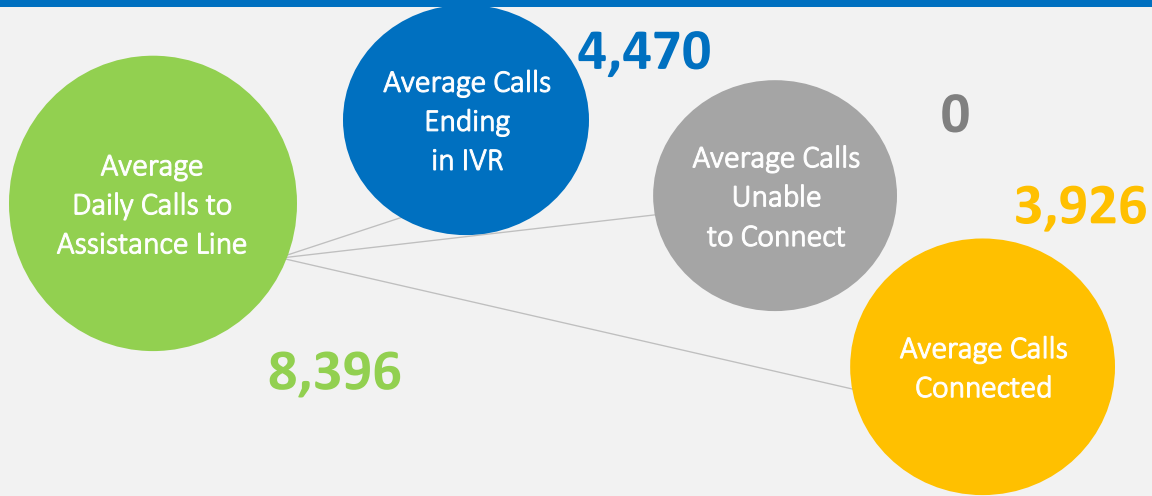 Average
Daily Calls to
Assistance Line
8,396
Average Calls
Ending
in IVR
4,470
Average Calls
Unable
to Connect
0
Average Calls
Connected
3,926